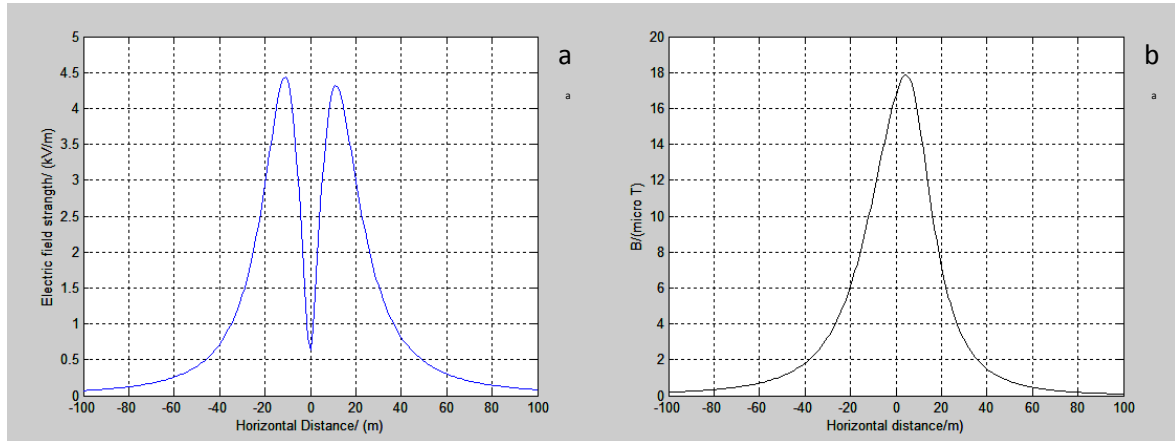 a
a
Electric field strength/ (kV/m)
5
4.5
4
3.5
3
2.5
2
1.5
1
0.5
0
-100 -80 -60 -40 -20 0 20 40 60 80 100
Horizontal Distance/ (m)
b
a
B/(micro T)
20
18
16
14
12
10
8
6
4
2
0
-100 -80 -60 -40 -20 0 20 40 60 80 100
Horizontal distance/m)